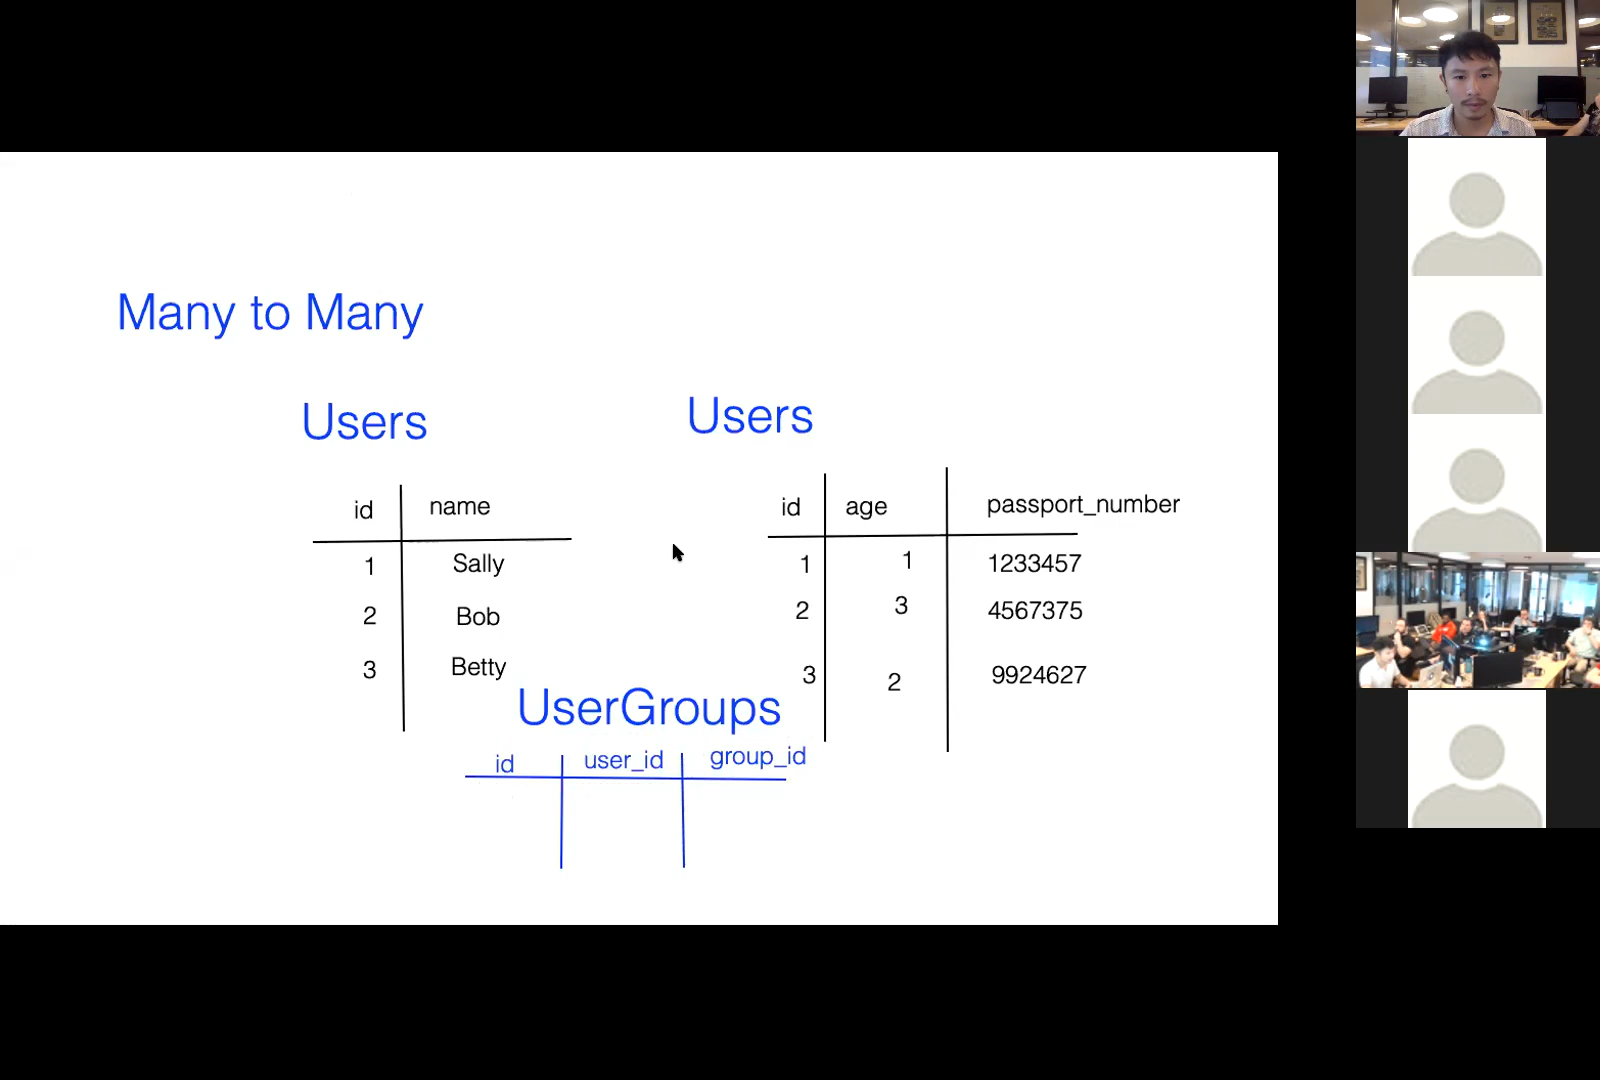 Many to Many
Users
id name
1 Sally
2 Bob
3 Betty
Users
id age passport_number
1 1 1233457
2 3 4567375
3 2 9924627
UserGroups
id user_id group_id